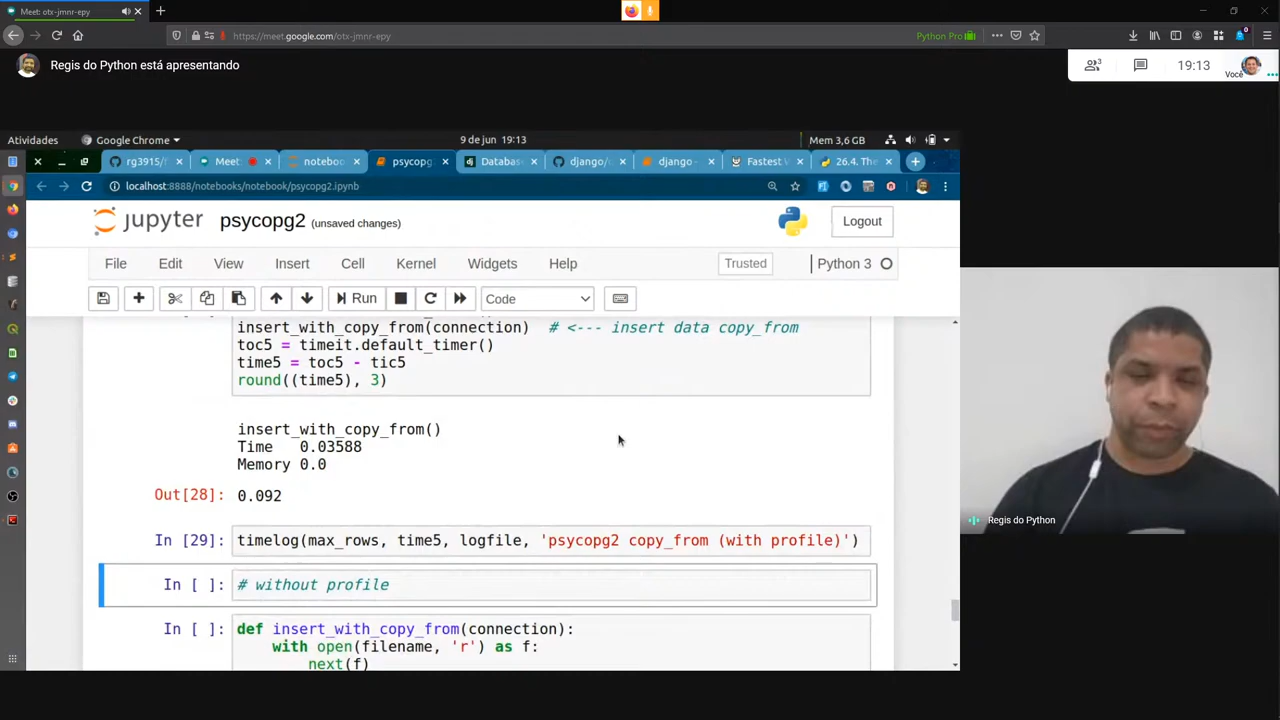 Meet: otx-jmnr-epy
https://meet.google.com/otx-jmnr-epy
Python Pro
Regis do Python está apresentando
3
19:13
Você
Atividades
Google Chrome
9 de jun 19:13
Mem 3,6 GB
rg3915/
Meet:
noteboo
psycopg
Databas
django/
django
Fastest
26.4. The
localhost:8888/notebooks/notebook/psycopg2.ipynb
jupyter
psycopg2 (unsaved changes)
Logout
File Edit View Insert Cell Kernel Widgets Help
Trusted
Python 3
Run
Code
insert_with_copy_from(connection) # <--- insert data copy_from
toc5 = timeit.default_timer()
time5 = toc5 - tic5
round((time5), 3)
insert_with_copy_from()
Time 0.03588
Memory 0.0
Out[28]: 0.092
In [29]: timelog(max_rows, time5, logfile, 'psycopg2 copy_from (with profile)')
In [ ]: # without profile
In [ ]: def insert_with_copy_from(connection):
with open(filename, 'r') as f:
next(f)
Regis do Python